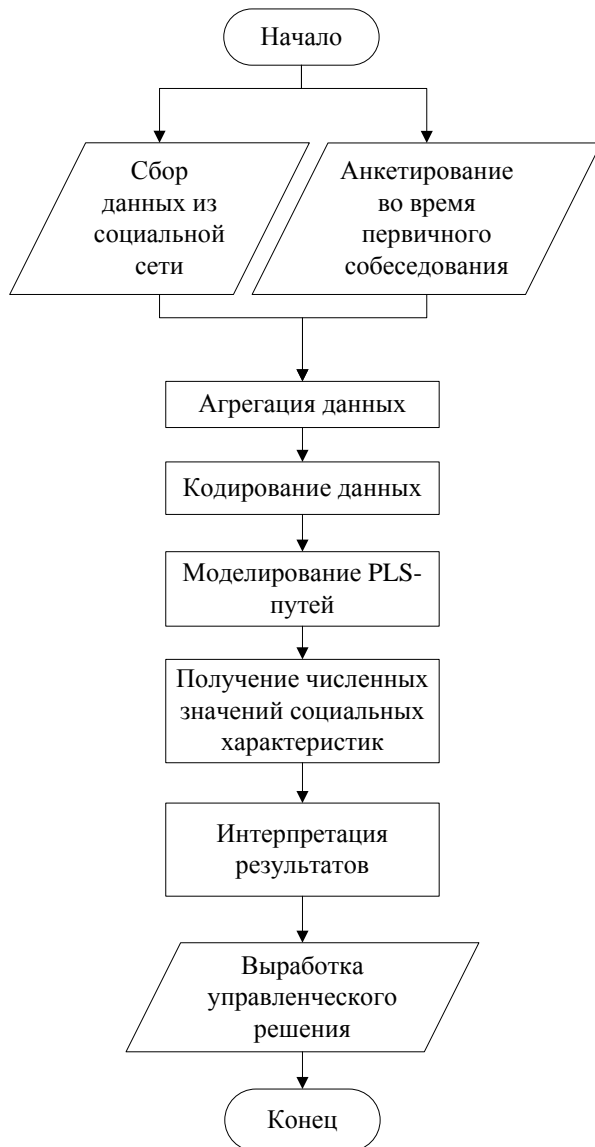 Начало
Сбор
данных из
социальной
сети
Анкетирование
во время
первичного
собеседования
Агрегация данных
Кодирование данных
Моделирование PLS-
путей
Получение численных
значений социальных
характеристик
Интерпретация
результатов
Выработка
управленческого
решения
Конец